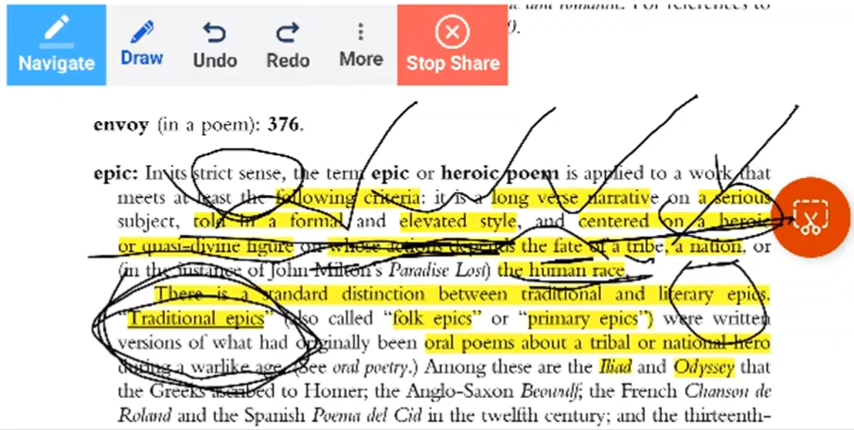 and romantic. For references to
).
Navigate
Draw
Undo
Redo
More
Stop Share
envoy (in a poem): 376.
epic: In its strict sense, the term epic or heroic poem is applied to a work that
meets at least the following criteria: it is a long verse narrative on a serious
subject, told in a formal and elevated style, and centered on a heroic
or quasi-divine figure on whose actions depends the fate of a tribe, a nation, or
(in the instance of John Milton's Paradise Lost) the human race.
There is a standard distinction between traditional and literary epics.
"Traditional epics" (also called "folk epics" or "primary epics") were written
versions of what had originally been oral poems about a tribal or national hero
during a warlike age. (See oral poetry.) Among these are the Iliad and Odyssey that
the Greeks ascribed to Homer; the Anglo-Saxon Beowulf; the French Chanson de
Roland and the Spanish Poema del Cid in the twelfth century; and the thirteenth-